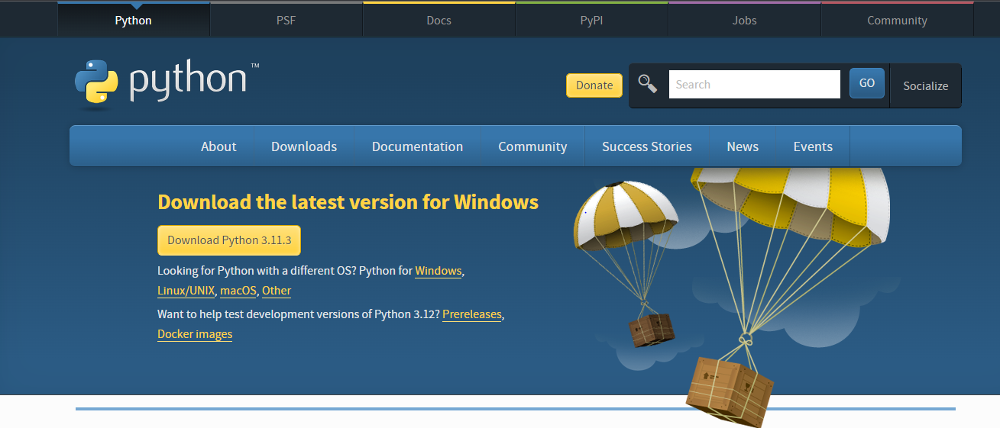 Python PSF Docs PyPI Jobs Community
python™
Donate Search GO Socialize
About Downloads Documentation Community Success Stories News Events
Download the latest version for Windows
Download Python 3.11.3
Looking for Python with a different OS? Python for Windows,
Linux/UNIX, macOS, Other
Want to help test development versions of Python 3.12? Prereleases,
Docker images